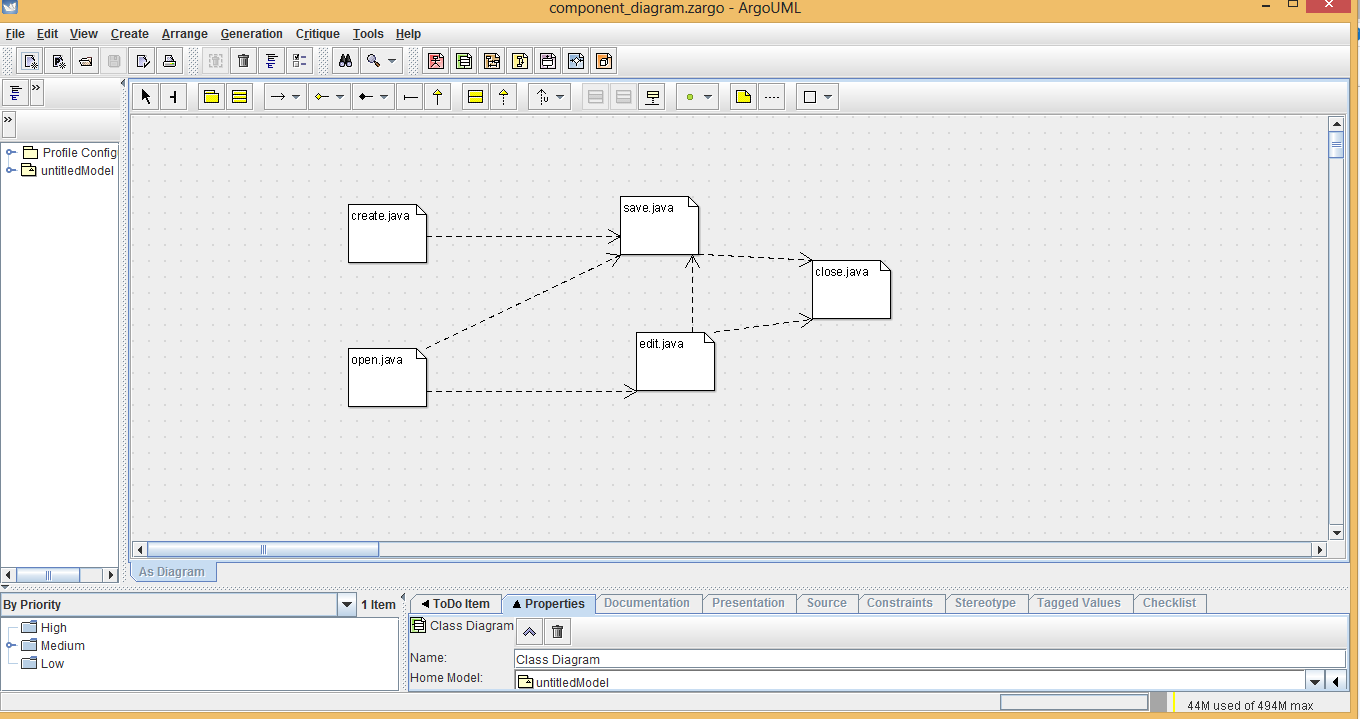 component_diagram.zargo - ArgoUML
File Edit View Create Arrange Generation Critique Tools Help
Profile Config
untitledModel
create.java
save.java
close.java
edit.java
open.java
As Diagram
By Priority
1 Item
High
Medium
Low
ToDo Item Properties Documentation Presentation Source Constraints Stereotype Tagged Values Checklist
Class Diagram
Name: Class Diagram
Home Model: untitledModel
44M used of 494M max